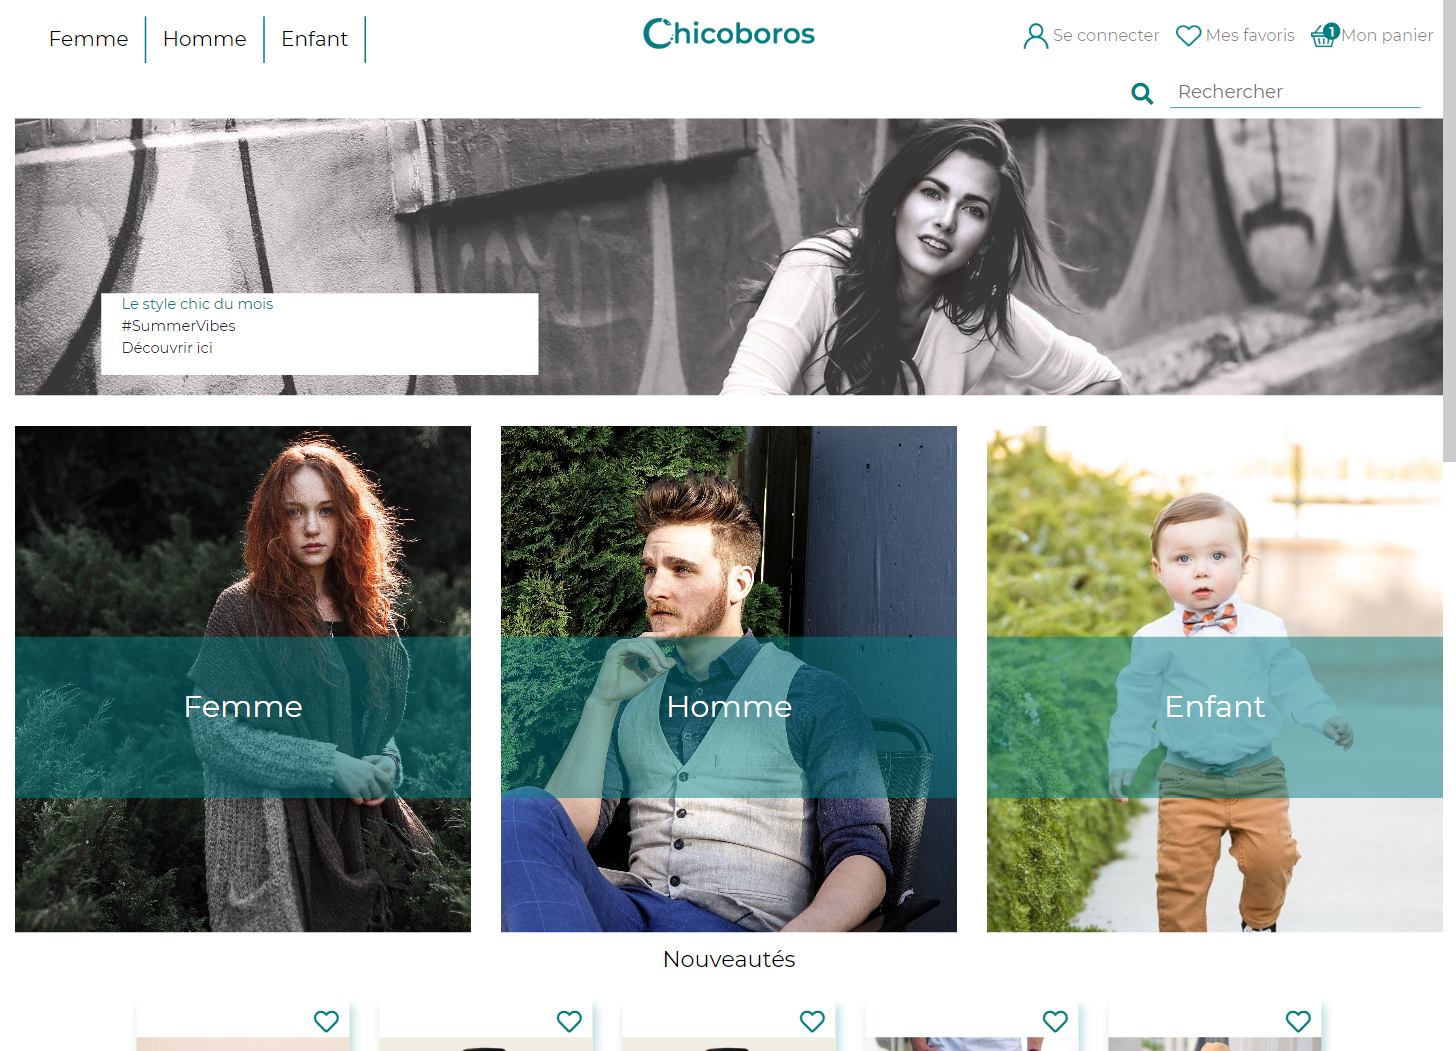 Femme
Homme
Enfant
Chicoboros
Se connecter
Mes favoris
1
Mon panier
Rechercher
Le style chic du mois
#SummerVibes
Découvrir ici
Femme
Homme
Enfant
Nouveautés